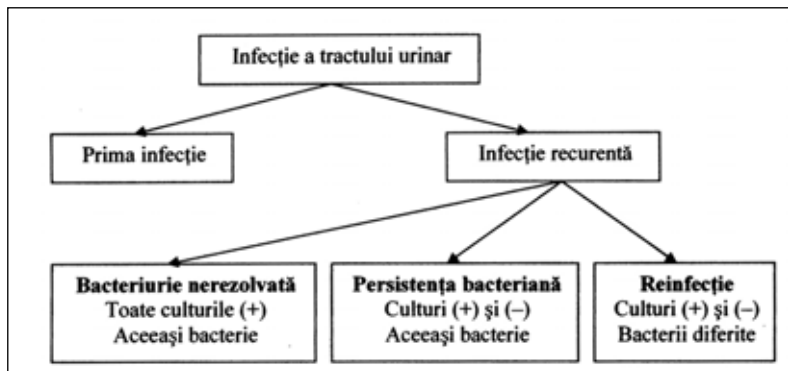 Infecție a tractului urinar
Prima infecție
Infecție recurentă
Bacteriurie nerezolvată
Toate culturile (+)
Aceeași bacterie
Persistența bacteriană
Culturi (+) și (–)
Aceeași bacterie
Reinfecție
Culturi (+) și (–)
Bacterii diferite